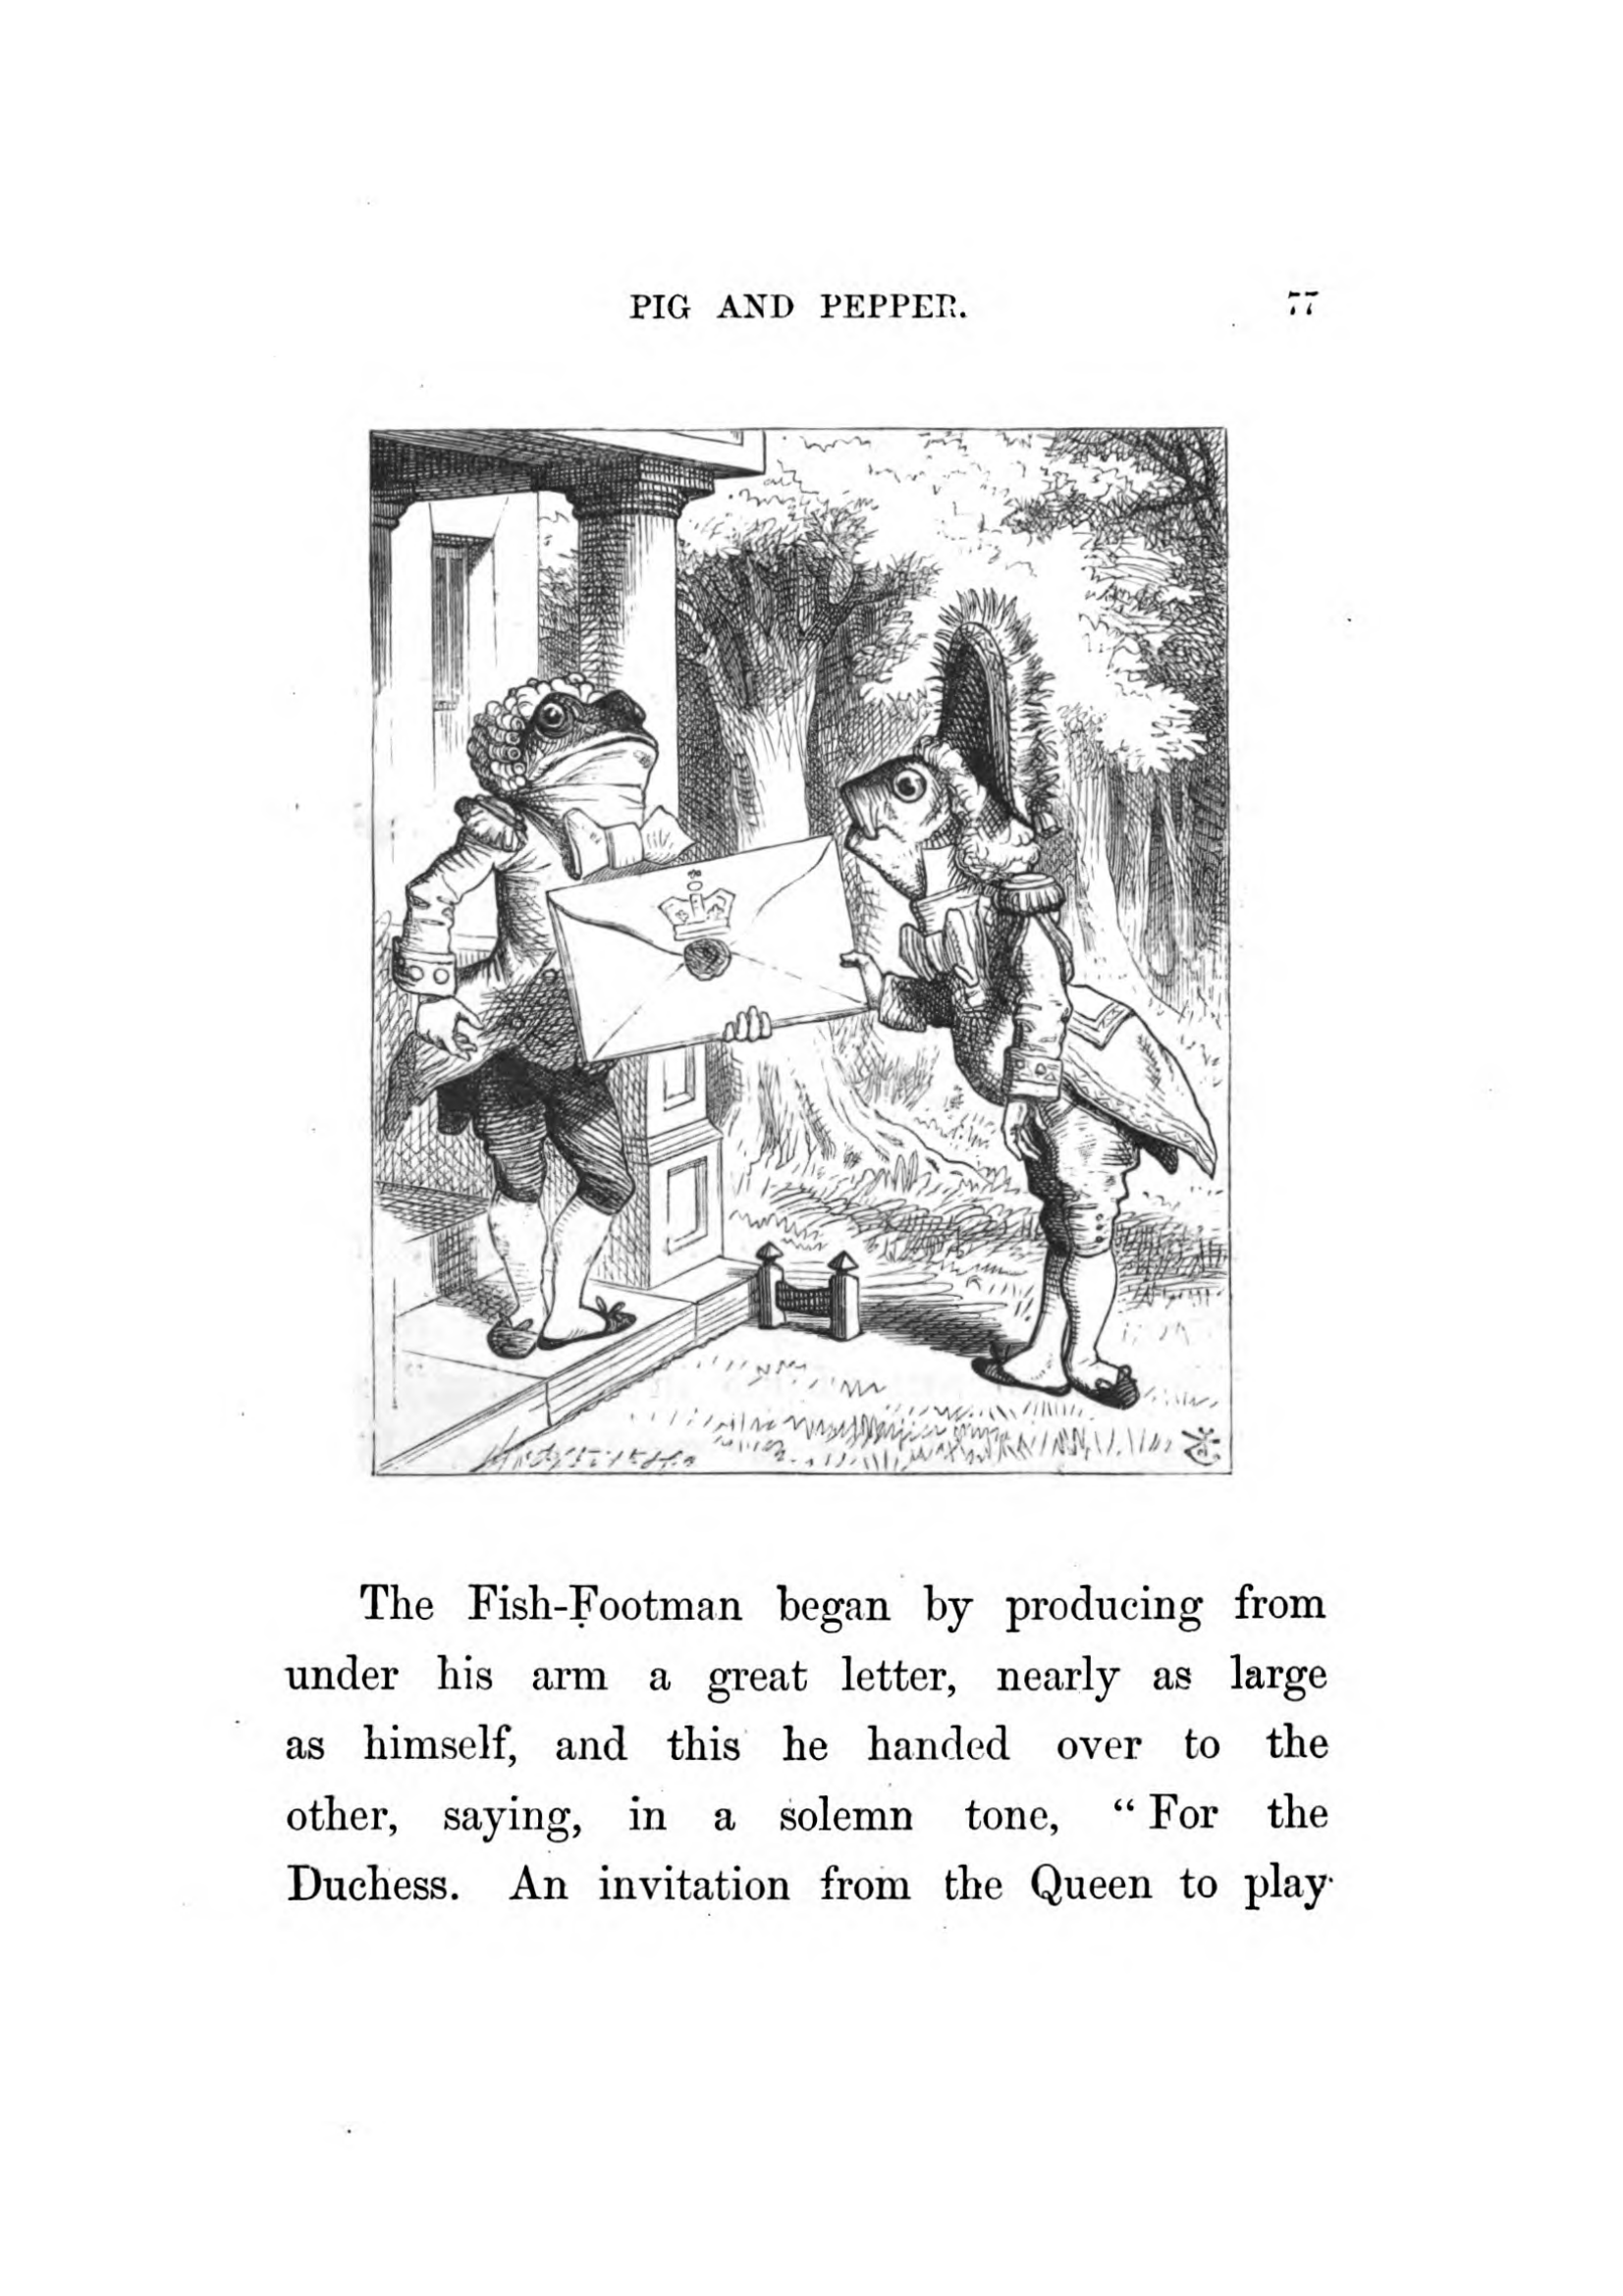 PIG AND PEPPER. 77
The Fish-Footman began by producing from
under his arm a great letter, nearly as large
as himself, and this he handed over to the
other, saying, in a solemn tone, “ For the
Duchess. An invitation from the Queen to play